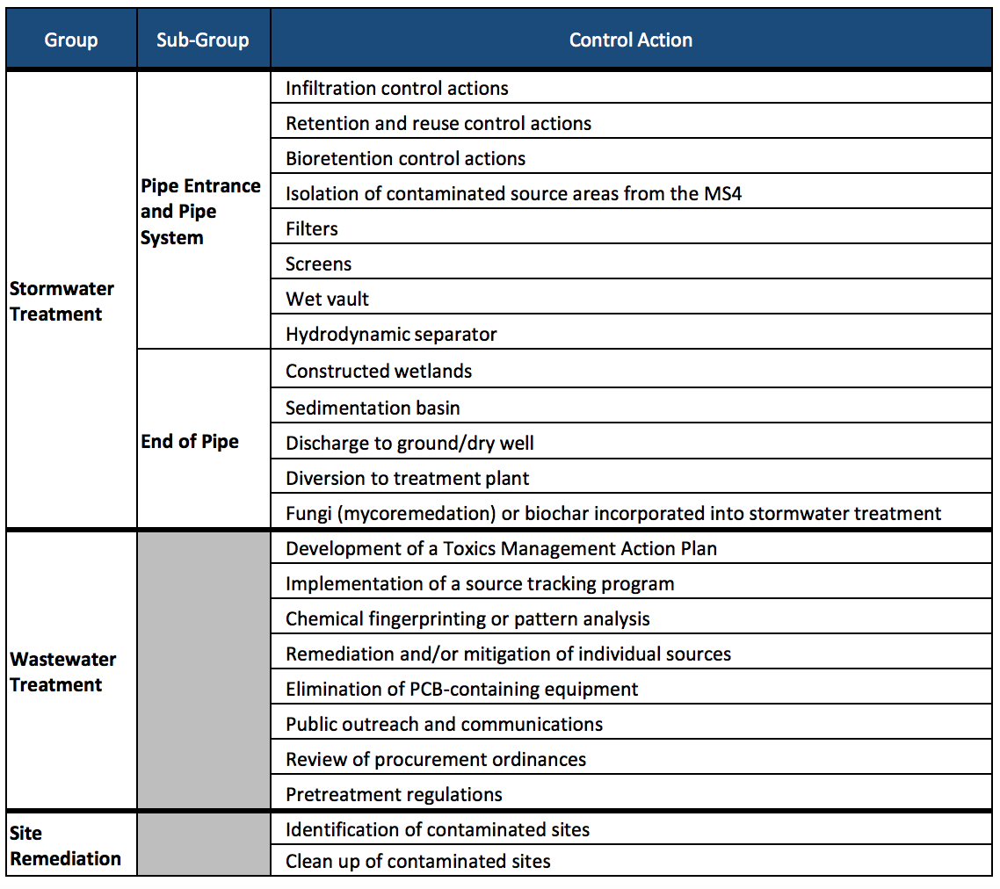 Group Sub-Group Control Action
Infiltration control actions
Retention and reuse control actions
Bioretention control actions
Pipe Entrance
and Pipe
System
Isolation of contaminated source areas from the MS4
Filters
Screens
Stormwater
Treatment
Wet vault
Hydrodynamic separator
Constructed wetlands
Sedimentation basin
End of Pipe
Discharge to ground/dry well
Diversion to treatment plant
Fungi (mycoremedation) or biochar incorporated into stormwater treatment
Development of a Toxics Management Action Plan
Implementation of a source tracking program
Chemical fingerprinting or pattern analysis
Wastewater
Treatment
Remediation and/or mitigation of individual sources
Elimination of PCB-containing equipment
Public outreach and communications
Review of procurement ordinances
Pretreatment regulations
Site
Remediation
Identification of contaminated sites
Clean up of contaminated sites